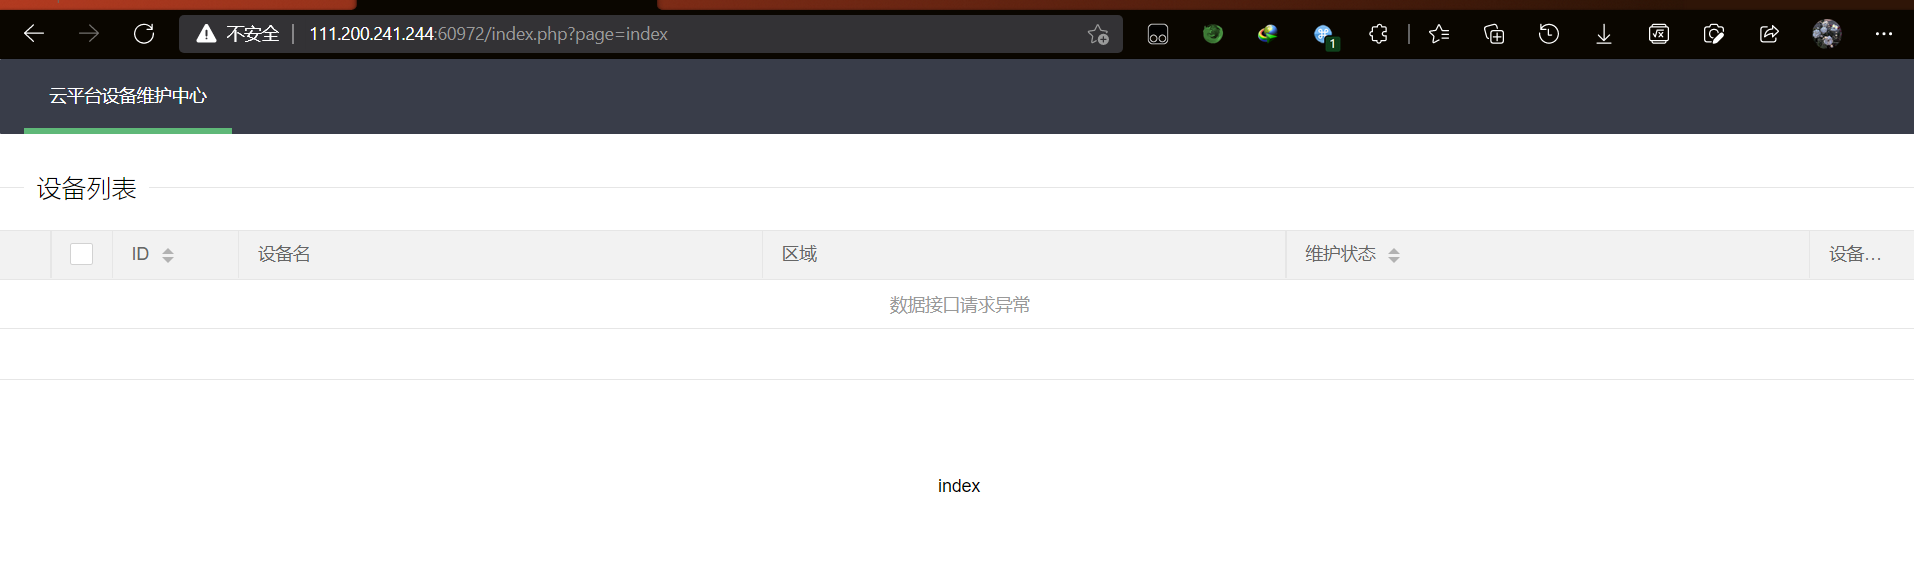 不安全 111.200.241.244:60972/index.php?page=index
1
云平台设备维护中心
设备列表
ID 设备名 区域 维护状态 设备...
数据接口请求异常
index